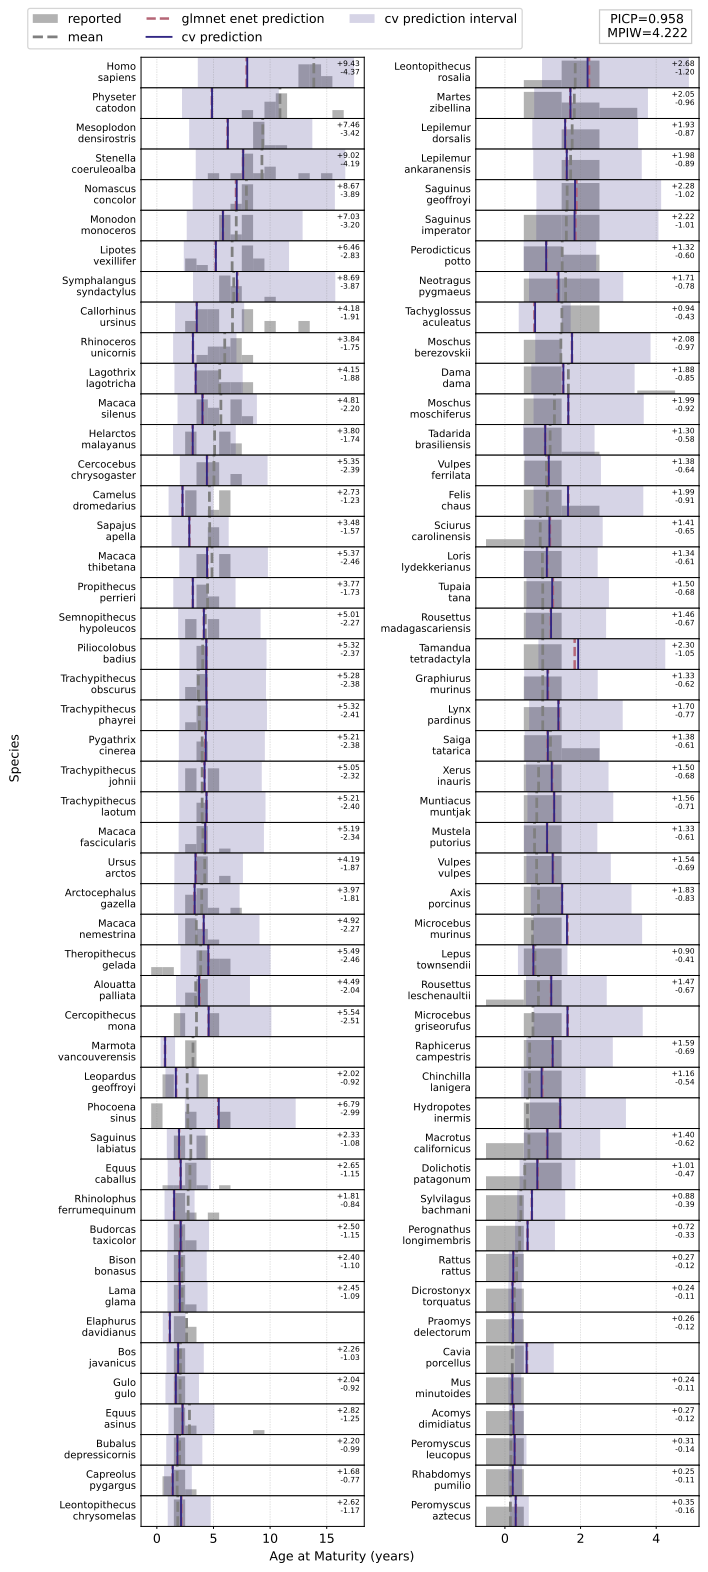 reported
mean
glmnet enet prediction
cv prediction
cv prediction interval
PICP=0.958
MPIW=4.222
Species
Homo
sapiens
+9.43
-4.37
Physeter
catodon
Mesoplodon
densirostris
+7.46
-3.42
Stenella
coeruleoalba
+9.02
-4.19
Nomascus
concolor
+8.67
-3.89
Monodon
monoceros
+7.03
-3.20
Lipotes
vexillifer
+6.46
-2.83
Symphalangus
syndactylus
+8.69
-3.87
Callorhinus
ursinus
+4.18
-1.91
Rhinoceros
unicornis
+3.84
-1.75
Lagothrix
lagotricha
+4.15
-1.88
Macaca
silenus
+4.81
-2.20
Helarctos
malayanus
+3.80
-1.74
Cercocebus
chrysogaster
+5.35
-2.39
Camelus
dromedarius
+2.73
-1.23
Sapajus
apella
+3.48
-1.57
Macaca
thibetana
+5.37
-2.46
Propithecus
perrieri
+3.77
-1.73
Semnopithecus
hypoleucos
+5.01
-2.27
Piliocolobus
badius
+5.32
-2.37
Trachypithecus
obscurus
+5.28
-2.38
Trachypithecus
phayrei
+5.32
-2.41
Pygathrix
cinerea
+5.21
-2.38
Trachypithecus
johnii
+5.05
-2.32
Trachypithecus
laotum
+5.21
-2.40
Macaca
fascicularis
+5.19
-2.34
Ursus
arctos
+4.19
-1.87
Arctocephalus
gazella
+3.97
-1.81
Macaca
nemestrina
+4.92
-2.27
Theropithecus
gelada
+5.49
-2.46
Alouatta
palliata
+4.49
-2.04
Cercopithecus
mona
+5.54
-2.51
Marmota
vancouverensis
Leopardus
geoffroyi
+2.02
-0.92
Phocoena
sinus
+6.79
-2.99
Saguinus
labiatus
+2.33
-1.08
Equus
caballus
+2.65
-1.15
Rhinolophus
ferrumequinum
+1.81
-0.84
Budorcas
taxicolor
+2.50
-1.15
Bison
bonasus
+2.40
-1.10
Lama
glama
+2.45
-1.09
Elaphurus
davidianus
Bos
javanicus
+2.26
-1.03
Gulo
gulo
+2.04
-0.92
Equus
asinus
+2.82
-1.25
Bubalus
depressicornis
+2.20
-0.99
Capreolus
pygargus
+1.68
-0.77
Leontopithecus
chrysomelas
+2.62
-1.17
0 5 10 15
Leontopithecus
rosalia
+2.68
-1.20
Martes
zibellina
+2.05
-0.96
Lepilemur
dorsalis
+1.93
-0.87
Lepilemur
ankaranensis
+1.98
-0.89
Saguinus
geoffroyi
+2.28
-1.02
Saguinus
imperator
+2.22
-1.01
Perodicticus
potto
+1.32
-0.60
Neotragus
pygmaeus
+1.71
-0.78
Tachyglossus
aculeatus
+0.94
-0.43
Moschus
berezovskii
+2.08
-0.97
Dama
dama
+1.88
-0.85
Moschus
moschiferus
+1.99
-0.92
Tadarida
brasiliensis
+1.30
-0.58
Vulpes
ferrilata
+1.38
-0.64
Felis
chaus
+1.99
-0.91
Sciurus
carolinensis
+1.41
-0.65
Loris
lydekkerianus
+1.34
-0.61
Tupaia
tana
+1.50
-0.68
Rousettus
madagascariensis
+1.46
-0.67
Tamandua
tetradactyla
+2.30
-1.05
Graphiurus
murinus
+1.33
-0.62
Lynx
pardinus
+1.70
-0.77
Saiga
tatarica
+1.38
-0.61
Xerus
inauris
+1.50
-0.68
Muntiacus
muntjak
+1.56
-0.71
Mustela
putorius
+1.33
-0.61
Vulpes
vulpes
+1.54
-0.69
Axis
porcinus
+1.83
-0.83
Microcebus
murinus
Lepus
townsendii
+0.90
-0.41
Rousettus
leschenaultii
+1.47
-0.67
Microcebus
griseorufus
Raphicerus
campestris
+1.59
-0.69
Chinchilla
lanigera
+1.16
-0.54
Hydropotes
inermis
Macrotus
californicus
+1.40
-0.62
Dolichotis
patagonum
+1.01
-0.47
Sylvilagus
bachmani
+0.88
-0.39
Perognathus
longimembris
+0.72
-0.33
Rattus
rattus
+0.27
-0.12
Dicrostonyx
torquatus
+0.24
-0.11
Praomys
delectorum
+0.26
-0.12
Cavia
porcellus
Mus
minutoides
+0.24
-0.11
Acomys
dimidiatus
+0.27
-0.12
Peromyscus
leucopus
+0.31
-0.14
Rhabdomys
pumilio
+0.25
-0.11
Peromyscus
aztecus
+0.35
-0.16
0 2 4
Age at Maturity (years)